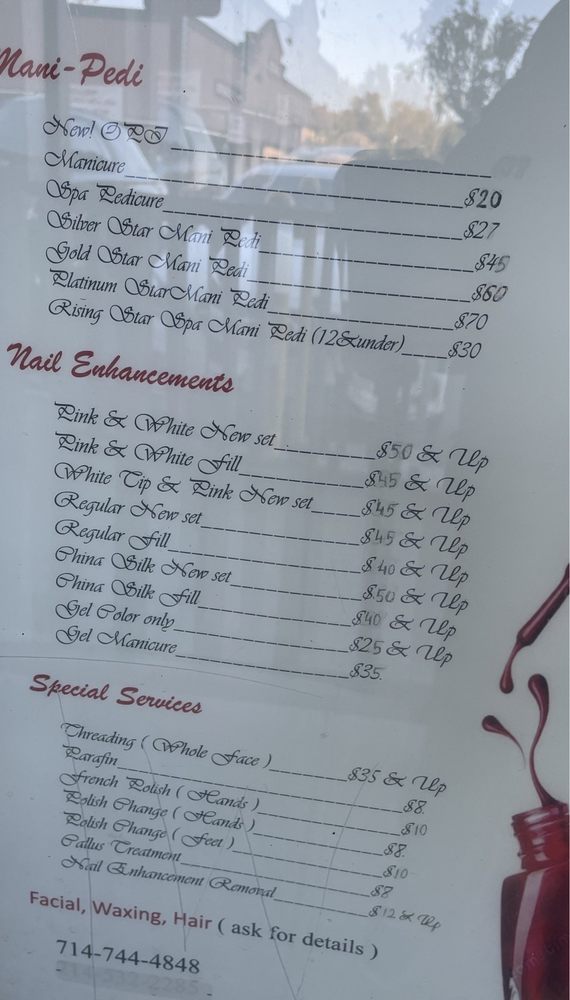 Mani-Pedi
New!
Manicure $20
Spa Pedicure $27
Silver Star Mani Pedi $45
Gold Star Mani Pedi $60
Platinum StarMani Pedi $70
Rising Star Spa Mani Pedi (12&under) $30
Nail Enhancements
Pink & White New set $50 & Up
Pink & White Fill $45 & Up
White Tip & Pink New set $45 & Up
Regular New set $45 & Up
Regular Fill $40 & Up
China Silk New set $50 & Up
China Silk Fill $40 & Up
Gel Color only $25 & Up
Gel Manicure $35
Special Services
Threading ( Whole Face ) $35 & Up
Parafin $8
French Polish ( Hands ) $10
Polish Change ( Hands ) $8
Polish Change ( Feet ) $10
Callus Treatment $8
Nail Enhancement Removal $12 & Up
Facial, Waxing, Hair ( ask for details )
714-744-4848